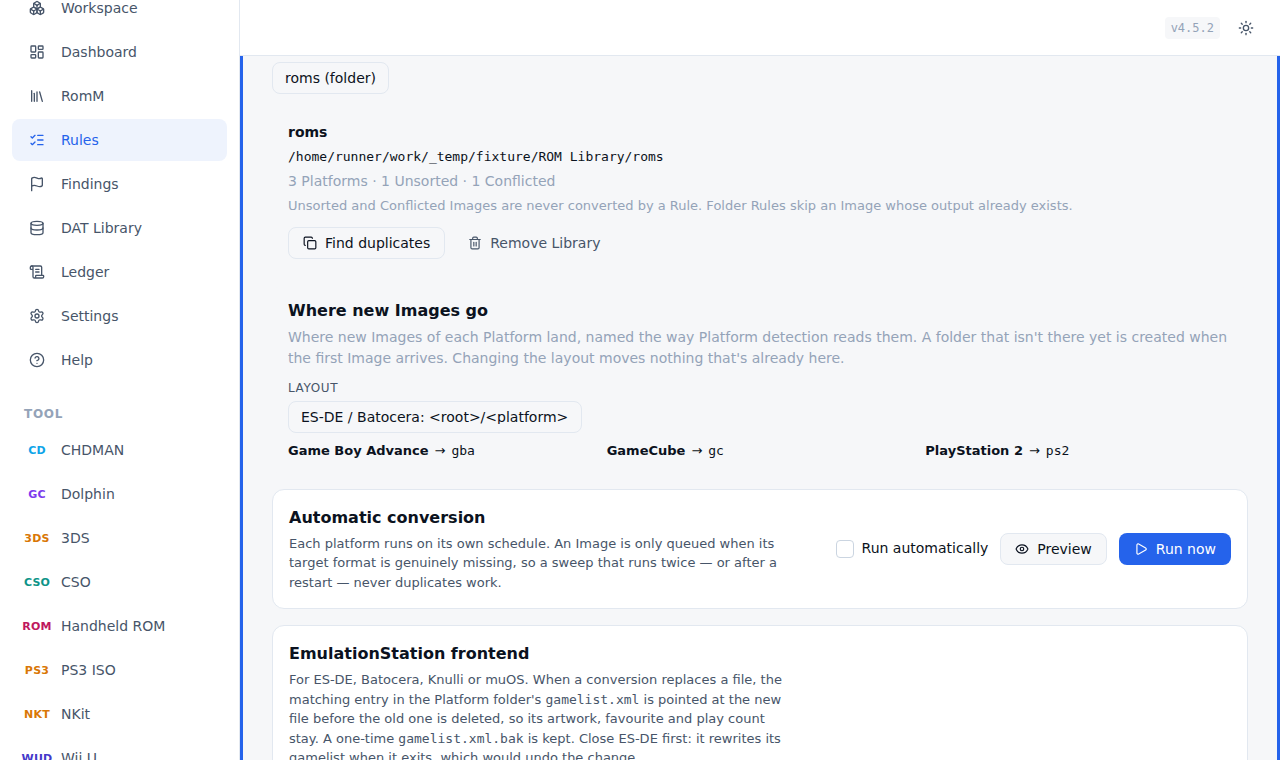 Workspace
Dashboard
RomM
Rules
Findings
DAT Library
Ledger
Settings
Help
TOOL
CD CHDMAN
GC Dolphin
3DS 3DS
CSO CSO
ROM Handheld ROM
PS3 PS3 ISO
NKT NKit
WUD Wii U
v4.5.2
roms (folder)
roms
/home/runner/work/_temp/fixture/ROM Library/roms
3 Platforms · 1 Unsorted · 1 Conflicted
Unsorted and Conflicted Images are never converted by a Rule. Folder Rules skip an Image whose output already exists.
Find duplicates Remove Library
Where new Images go
Where new Images of each Platform land, named the way Platform detection reads them. A folder that isn't there yet is created when
the first Image arrives. Changing the layout moves nothing that's already here.
LAYOUT
ES-DE / Batocera: <root>/<platform>
Game Boy Advance → gba GameCube → gc PlayStation 2 → ps2
Automatic conversion
Each platform runs on its own schedule. An Image is only queued when its
target format is genuinely missing, so a sweep that runs twice — or after a
restart — never duplicates work.
Run automatically Preview Run now
EmulationStation frontend
For ES-DE, Batocera, Knulli or muOS. When a conversion replaces a file, the
matching entry in the Platform folder's gamelist.xml is pointed at the new
file before the old one is deleted, so its artwork, favourite and play count
stay. A one-time gamelist.xml.bak is kept. Close ES-DE first: it rewrites its
gamelist when it exits, which would undo the change.